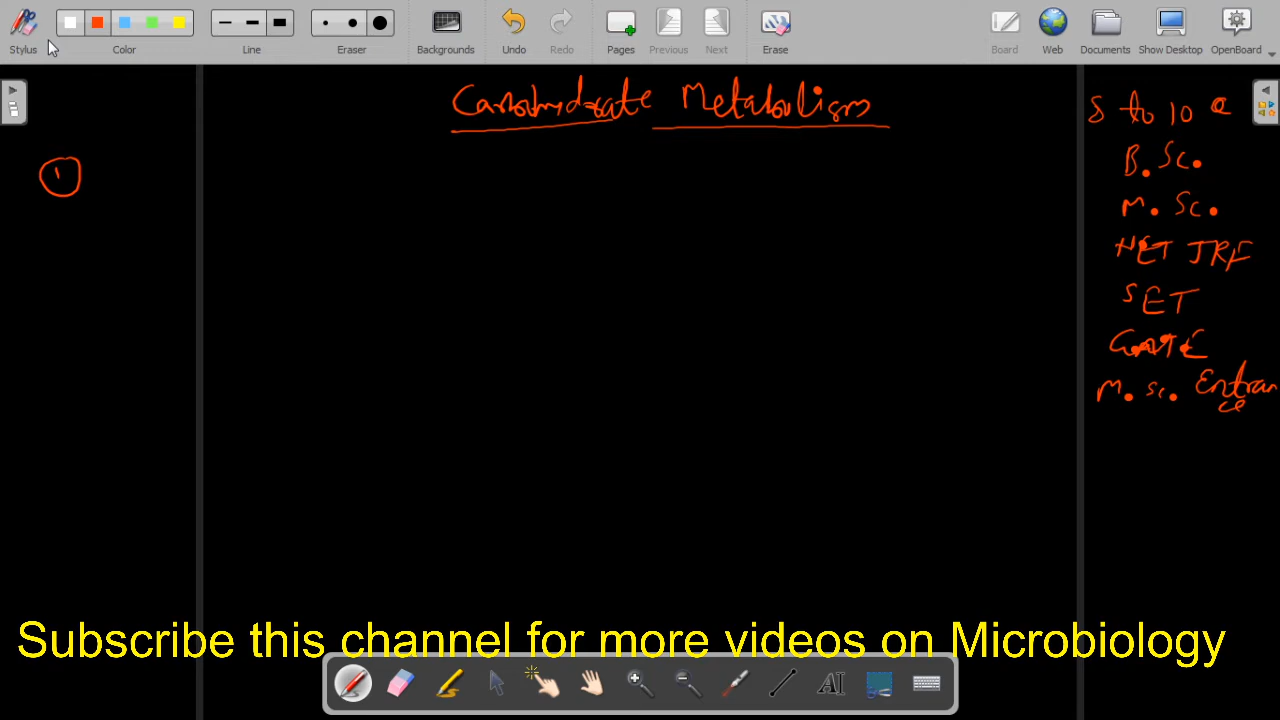 Stylus Color Line Eraser Backgrounds Undo Redo Pages Previous Next Erase Board Web Documents Show Desktop OpenBoard
Carbohydrate Metabolism
1
5 to 10 Q
B. Sc.
M. Sc.
NET JRF
SET
GATE
M. Sc. Entrance
Subscribe this channel for more videos on Microbiology
AI